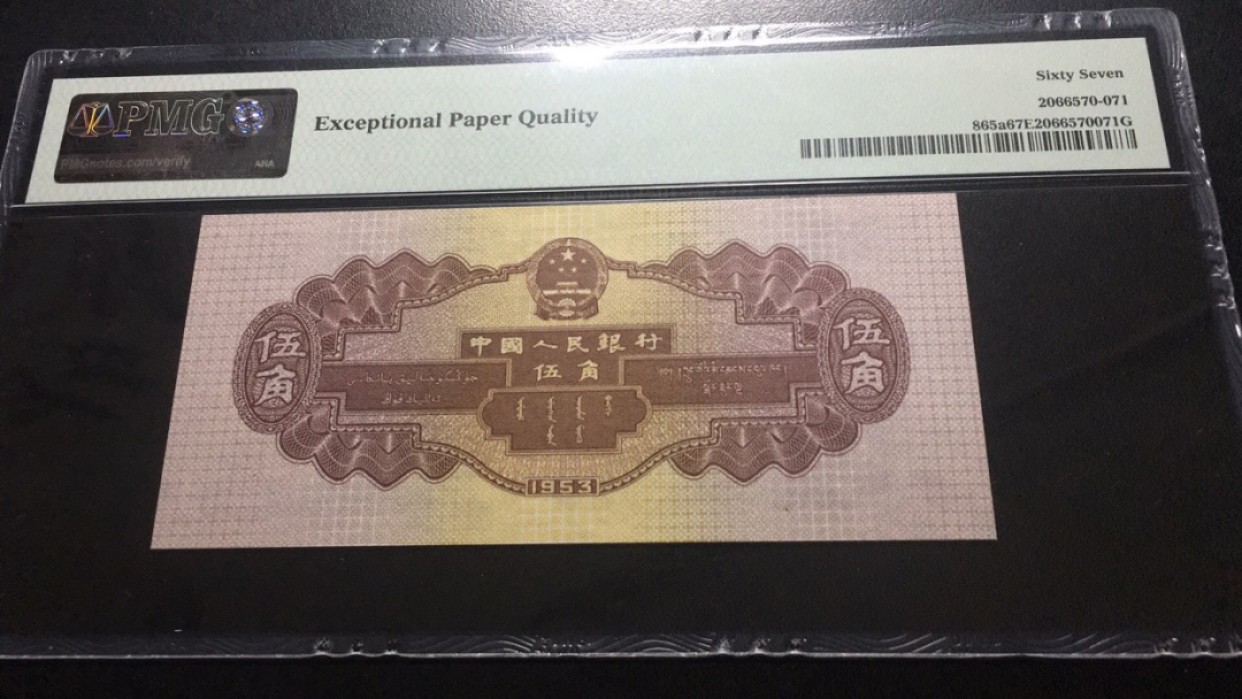 Sixty Seven
PMG
Exceptional Paper Quality
2066570-071
865a67E2066570071G
PMGnotes.com/verify
ANA
中國人民銀行
伍角
伍角
伍角
1953